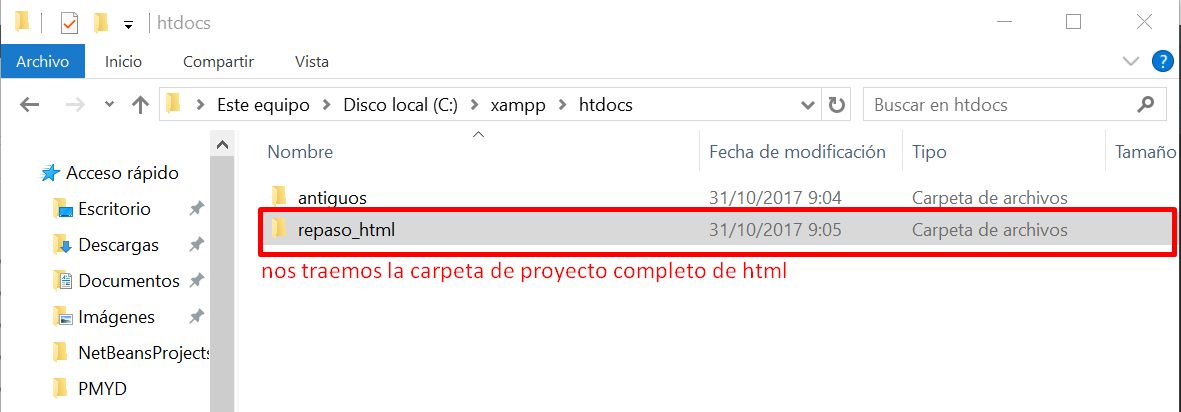 htdocs
Archivo Inicio Compartir Vista ?
Este equipo Disco local (C:) xampp htdocs Buscar en htdocs
Nombre Fecha de modificación Tipo Tamaño
Acceso rápido
Escritorio
Descargas
Documentos
Imágenes
NetBeansProjects
PMYD
antiguos 31/10/2017 9:04 Carpeta de archivos
repaso_html 31/10/2017 9:05 Carpeta de archivos
nos traemos la carpeta de proyecto completo de html